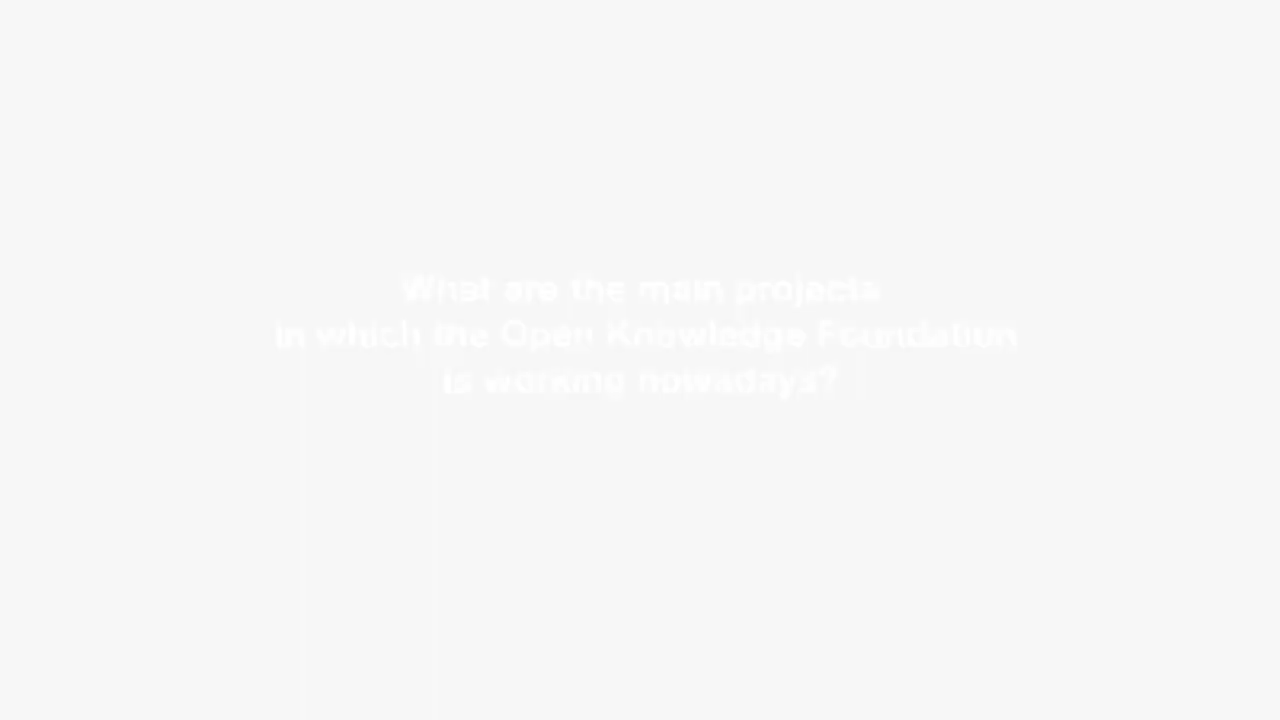 What are the main projects
in which the Open Knowledge Foundation
is working nowadays?